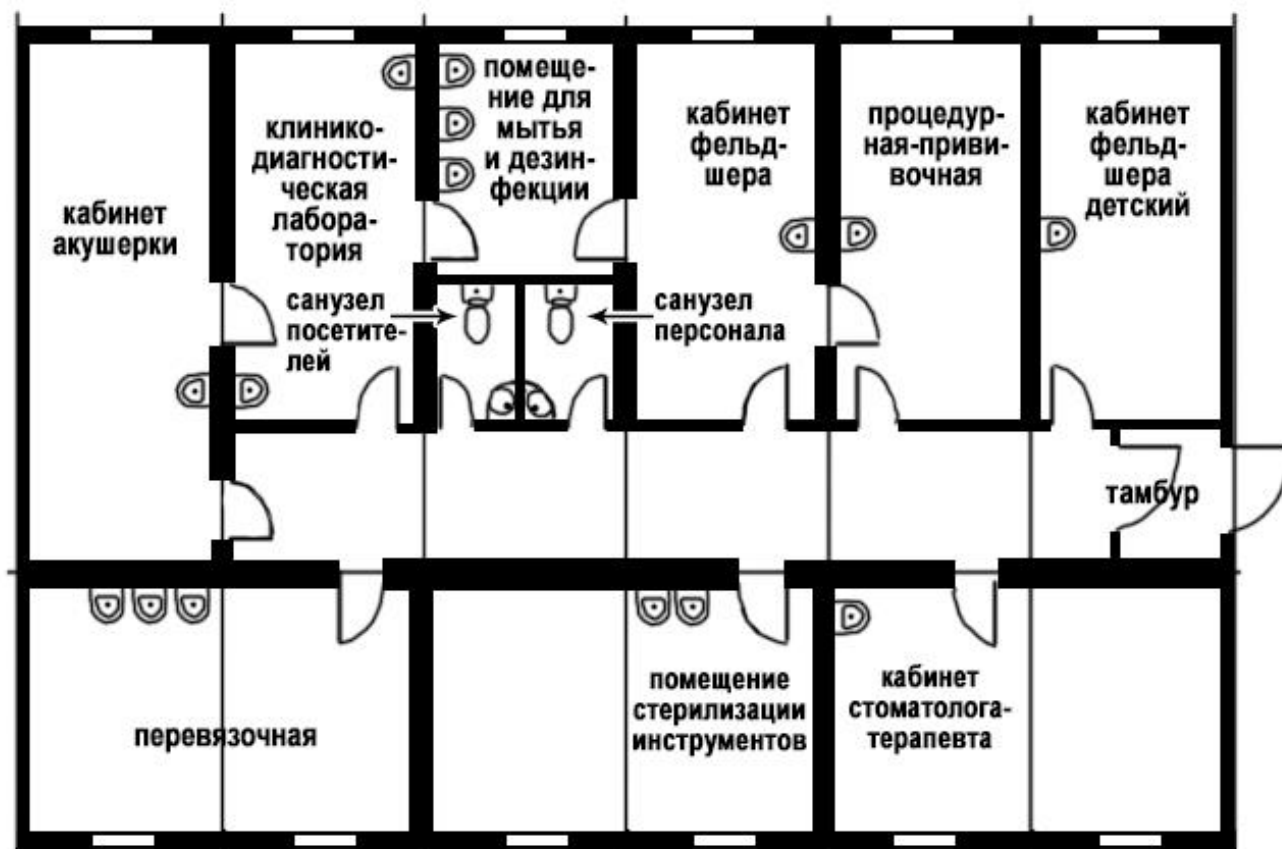 кабинет
акушерки
клинико-
диагности-
ческая
лабора-
тория
помеще-
ние для
мытья
и дезин-
фекции
кабинет
фельд-
шера
процедур-
ная-приви-
вочная
кабинет
фельд-
шера
детский
санузел
посетите-
лей
санузел
персонала
тамбур
перевязочная
помещение
стерилизации
инструментов
кабинет
стоматолога-
терапевта